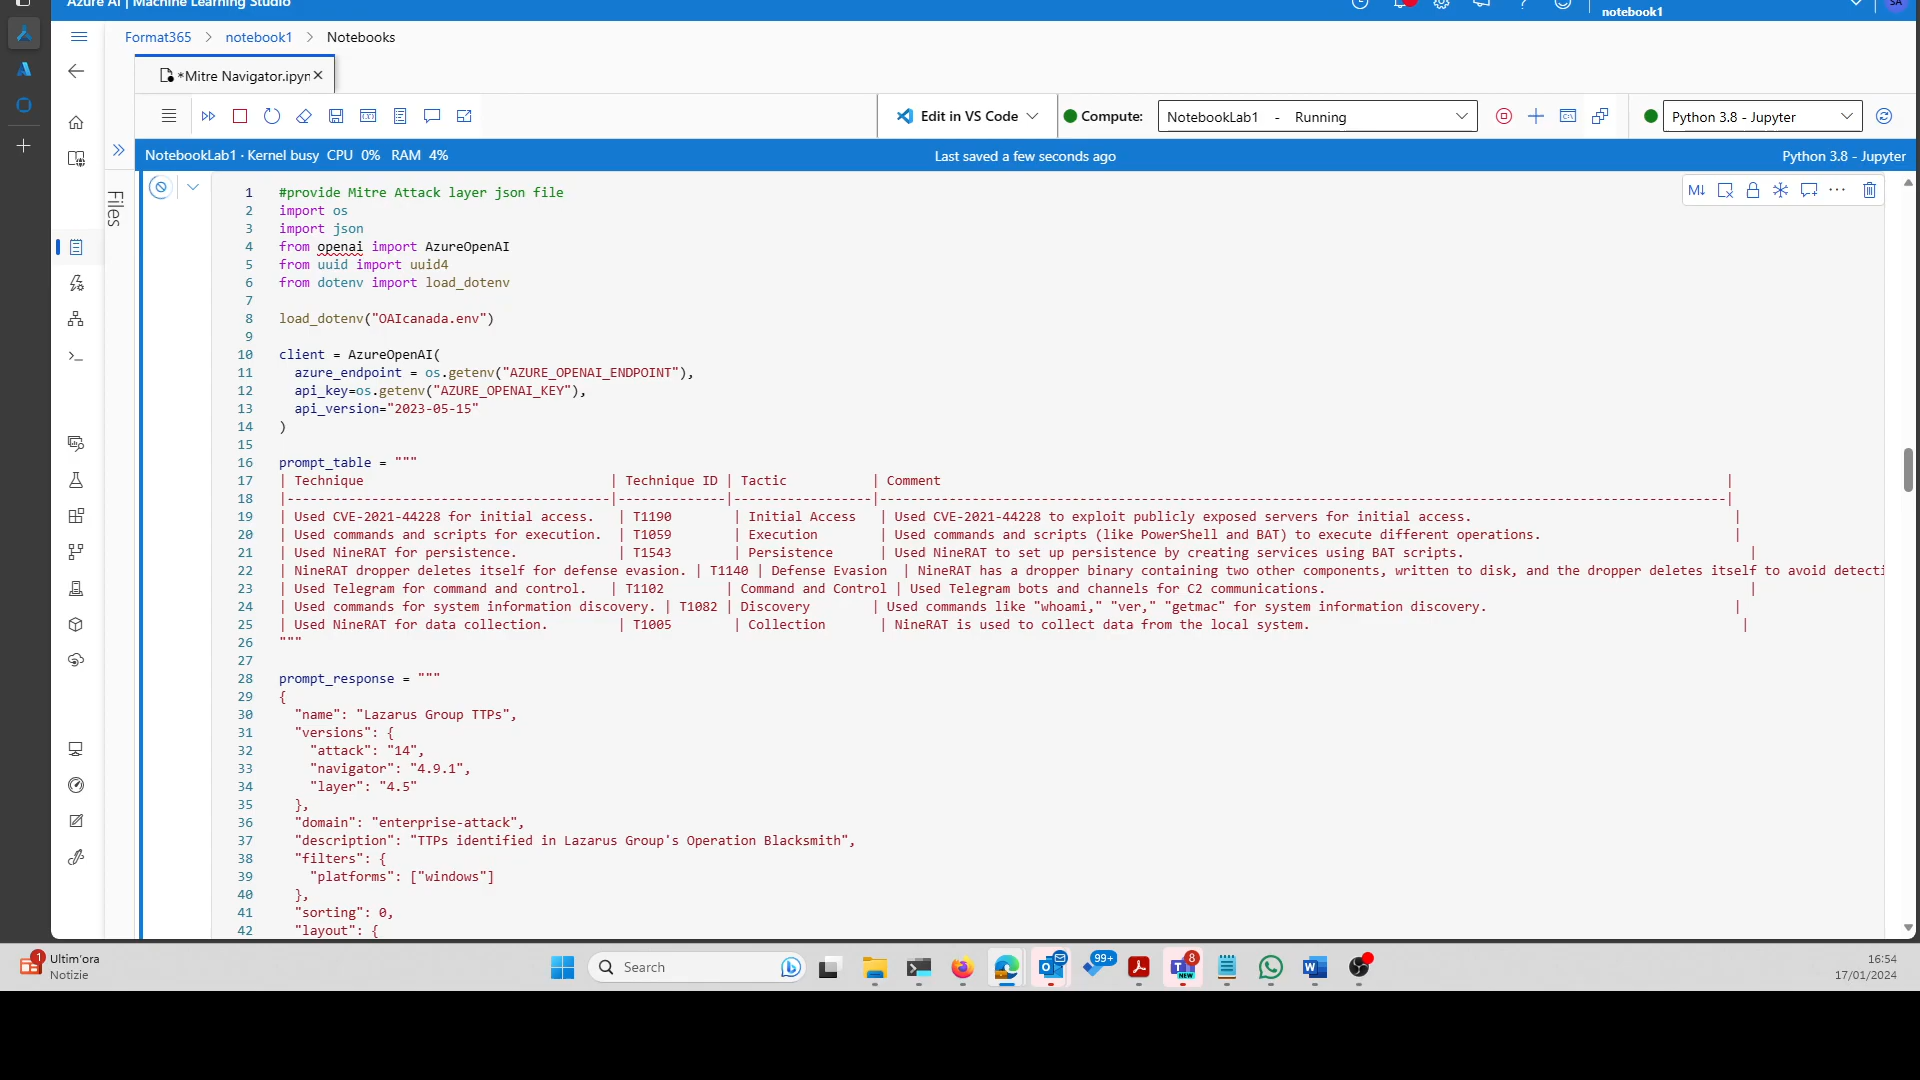 Azure AI | Machine Learning Studio
notebook1
SA
Format365 > notebook1 > Notebooks
*Mitre Navigator.ipyn
Edit in VS Code
Compute:
NotebookLab1 - Running
Python 3.8 - Jupyter
NotebookLab1 · Kernel busy CPU 0% RAM 4%
Last saved a few seconds ago
Python 3.8 - Jupyter
Files
M↓
1 #provide Mitre Attack layer json file
2 import os
3 import json
4 from openai import AzureOpenAI
5 from uuid import uuid4
6 from dotenv import load_dotenv
7
8 load_dotenv("OAIcanada.env")
9
10 client = AzureOpenAI(
11 azure_endpoint = os.getenv("AZURE_OPENAI_ENDPOINT"),
12 api_key=os.getenv("AZURE_OPENAI_KEY"),
13 api_version="2023-05-15"
14 )
15
16 prompt_table = """
17 | Technique | Technique ID | Tactic | Comment |
18 |------------------------------------------|--------------|------------------|--------------------------------------------------------------------------------------------------------------|
19 | Used CVE-2021-44228 for initial access. | T1190 | Initial Access | Used CVE-2021-44228 to exploit publicly exposed servers for initial access. |
20 | Used commands and scripts for execution. | T1059 | Execution | Used commands and scripts (like PowerShell and BAT) to execute different operations. |
21 | Used NineRAT for persistence. | T1543 | Persistence | Used NineRAT to set up persistence by creating services using BAT scripts. |
22 | NineRAT dropper deletes itself for defense evasion. | T1140 | Defense Evasion | NineRAT has a dropper binary containing two other components, written to disk, and the dropper deletes itself to avoid detecti
23 | Used Telegram for command and control. | T1102 | Command and Control | Used Telegram bots and channels for C2 communications. |
24 | Used commands for system information discovery. | T1082 | Discovery | Used commands like "whoami," "ver," "getmac" for system information discovery. |
25 | Used NineRAT for data collection. | T1005 | Collection | NineRAT is used to collect data from the local system. |
26 """
27
28 prompt_response = """
29 {
30 "name": "Lazarus Group TTPs",
31 "versions": {
32 "attack": "14",
33 "navigator": "4.9.1",
34 "layer": "4.5"
35 },
36 "domain": "enterprise-attack",
37 "description": "TTPs identified in Lazarus Group's Operation Blacksmith",
38 "filters": {
39 "platforms": ["windows"]
40 },
41 "sorting": 0,
42 "layout": {
1
Ultim'ora
Notizie
Search
99+
8
NEW
16:54
17/01/2024